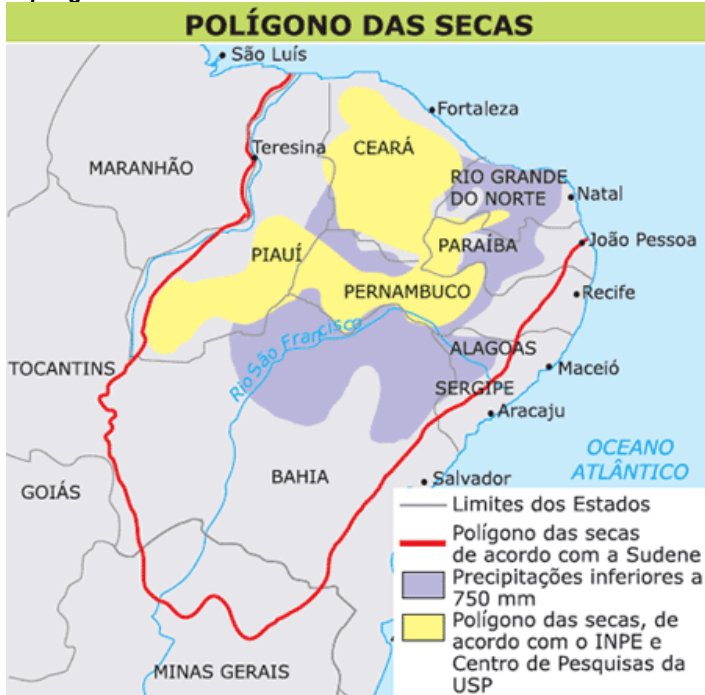 POLÍGONO DAS SECAS
São Luís
Fortaleza
Teresina
CEARÁ
MARANHÃO
RIO GRANDE
DO NORTE
Natal
João Pessoa
PARAÍBA
PIAUÍ
PERNAMBUCO
Recife
Rio São Francisco
ALAGOAS
TOCANTINS
Maceió
SERGIPE
Aracaju
OCEANO
ATLÂNTICO
BAHIA
Salvador
GOIÁS
Limites dos Estados
Polígono das secas
de acordo com a Sudene
Precipitações inferiores a
750 mm
Polígono das secas, de
acordo com o INPE e
Centro de Pesquisas da
USP
MINAS GERAIS